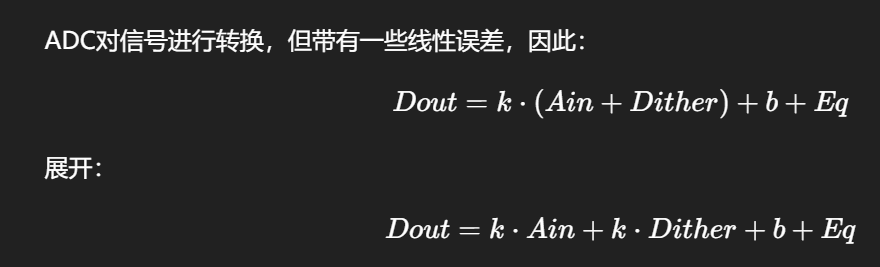 ADC对信号进行转换，但带有一些线性误差，因此：
Dout = k · (Ain + Dither) + b + Eq
展开：
Dout = k · Ain + k · Dither + b + Eq